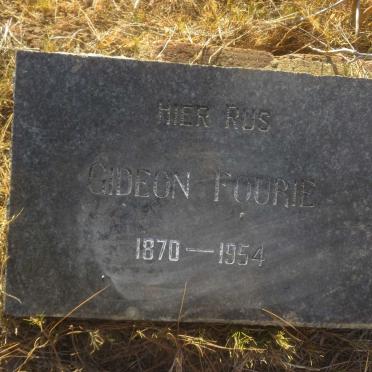 HIER RUS
GIDEON FOURIE
1870 — 1954